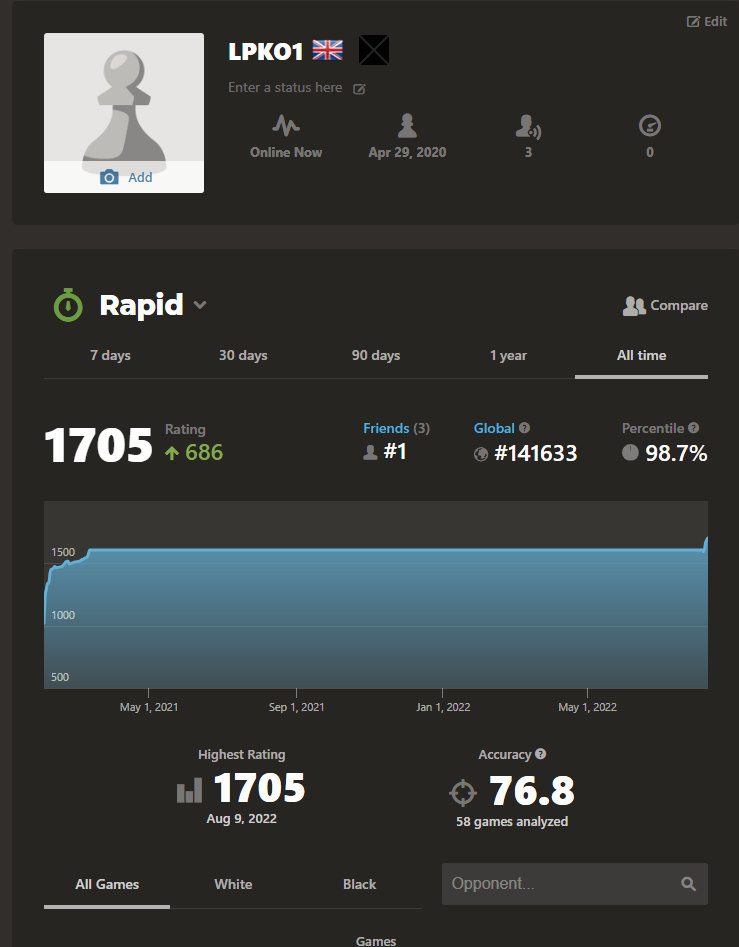 Edit
LPKO1
Enter a status here
Online Now
Apr 29, 2020
3
0
Add
Rapid
Compare
7 days
30 days
90 days
1 year
All time
1705
Rating
686
Friends (3)
#1
Global
#141633
Percentile
98.7%
1500
1000
500
May 1, 2021
Sep 1, 2021
Jan 1, 2022
May 1, 2022
Highest Rating
1705
Aug 9, 2022
Accuracy
76.8
58 games analyzed
All Games
White
Black
Opponent...
Games